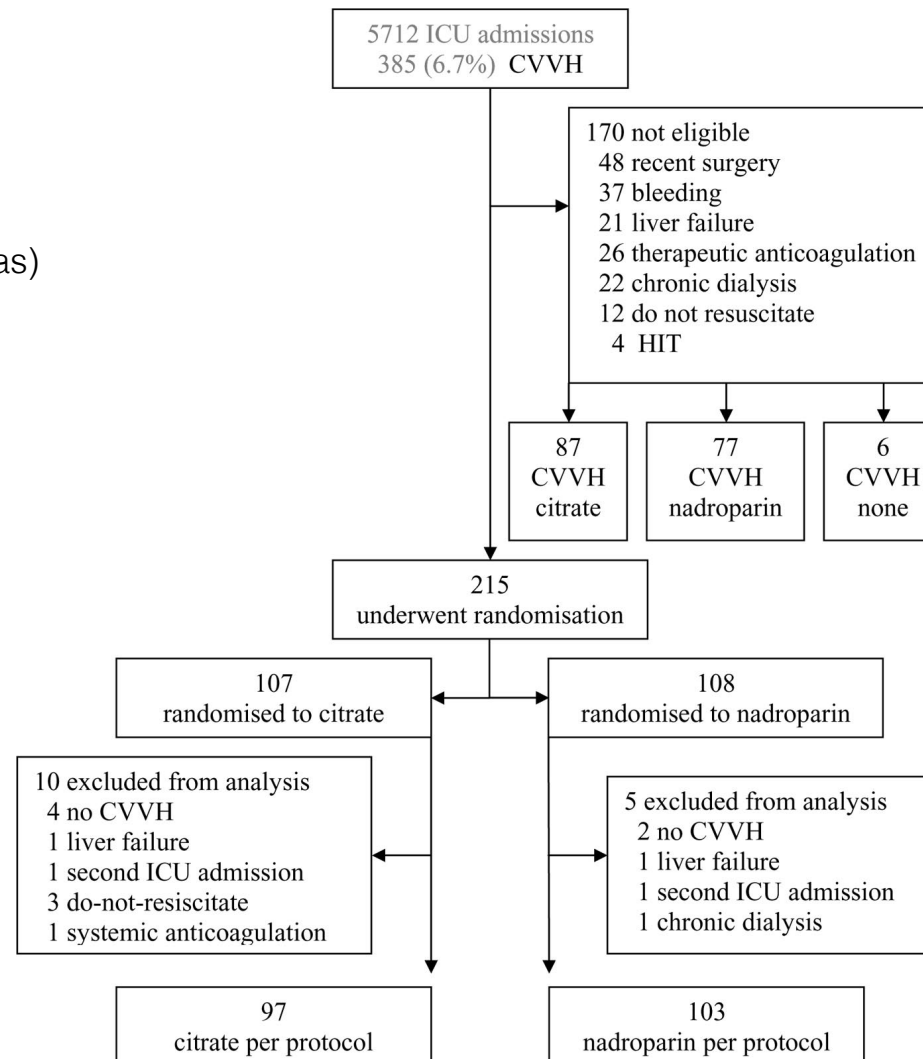 5712 ICU admissions
385 (6.7%) CVVH
170 not eligible
48 recent surgery
37 bleeding
21 liver failure
26 therapeutic anticoagulation
22 chronic dialysis
12 do not resuscitate
4 HIT
as)
87
CVVH
citrate
77
CVVH
nadroparin
6
CVVH
none
215
underwent randomisation
107
randomised to citrate
108
randomised to nadroparin
10 excluded from analysis
4 no CVVH
1 liver failure
1 second ICU admission
3 do-not-resiscitate
1 systemic anticoagulation
5 excluded from analysis
2 no CVVH
1 liver failure
1 second ICU admission
1 chronic dialysis
97
citrate per protocol
103
nadroparin per protocol